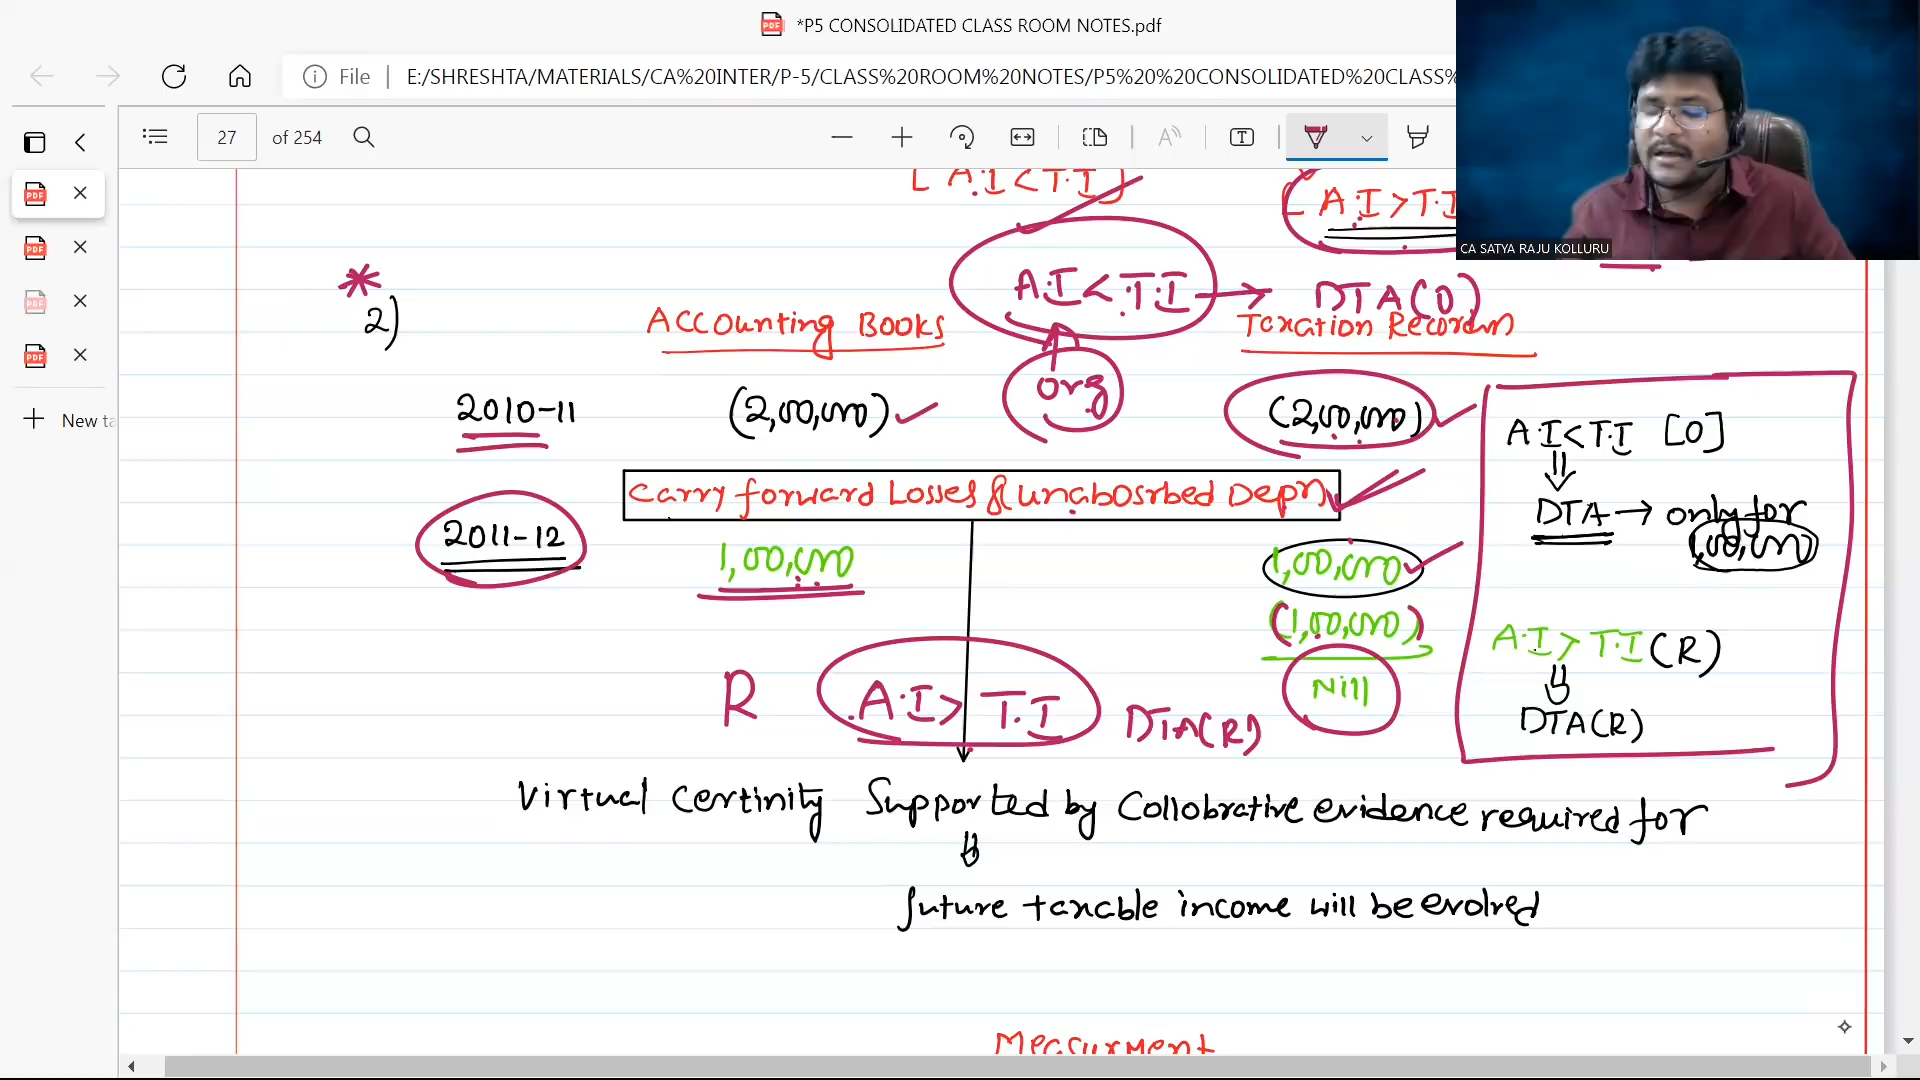 *P5 CONSOLIDATED CLASS ROOM NOTES.pdf
File | E:/SHRESHTA/MATERIALS/CA%20INTER/P-5/CLASS%20ROOM%20NOTES/P5%20%20CONSOLIDATED%20CLASS%
27 of 254
New ta
CA SATYA RAJU KOLLURU
[ A.I < T.I ]
[ A.I > T.I
A.I < T.I → DTA(O)
*
2)
Accounting Books
Taxation Records
org
2010-11 (2,00,000) (2,00,000)
A.I < T.I [O]
Carry forward Losses & unabosrbed Depn
DTA → only for
1,00,000
2011-12 1,00,000 1,00,000
(1,00,000)
Nill
A.I > T.I (R)
DTA(R)
R A.I > T.I DTA(R)
Virtual Certinity Supported by Collobrative evidence required for
future taxable income will be evolved
Measurment